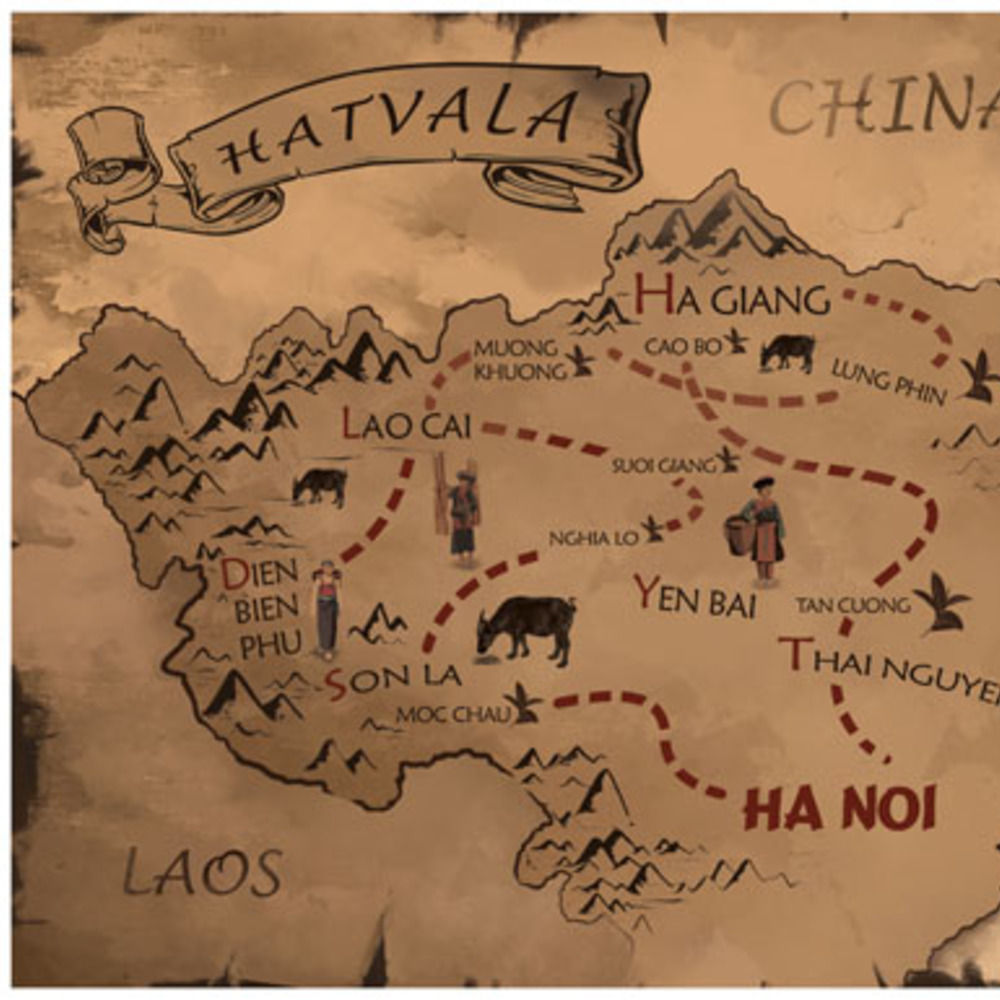 HATVALA
CHINA
HA GIANG
MUONG
KHUONG
CAO BO
LUNG PHIN
LAO CAI
SUOI GIANG
NGHIA LO
DIEN
BIEN
PHU
YEN BAI
TAN CUONG
THAI NGUYE
SON LA
MOC CHAU
HA NOI
LAOS